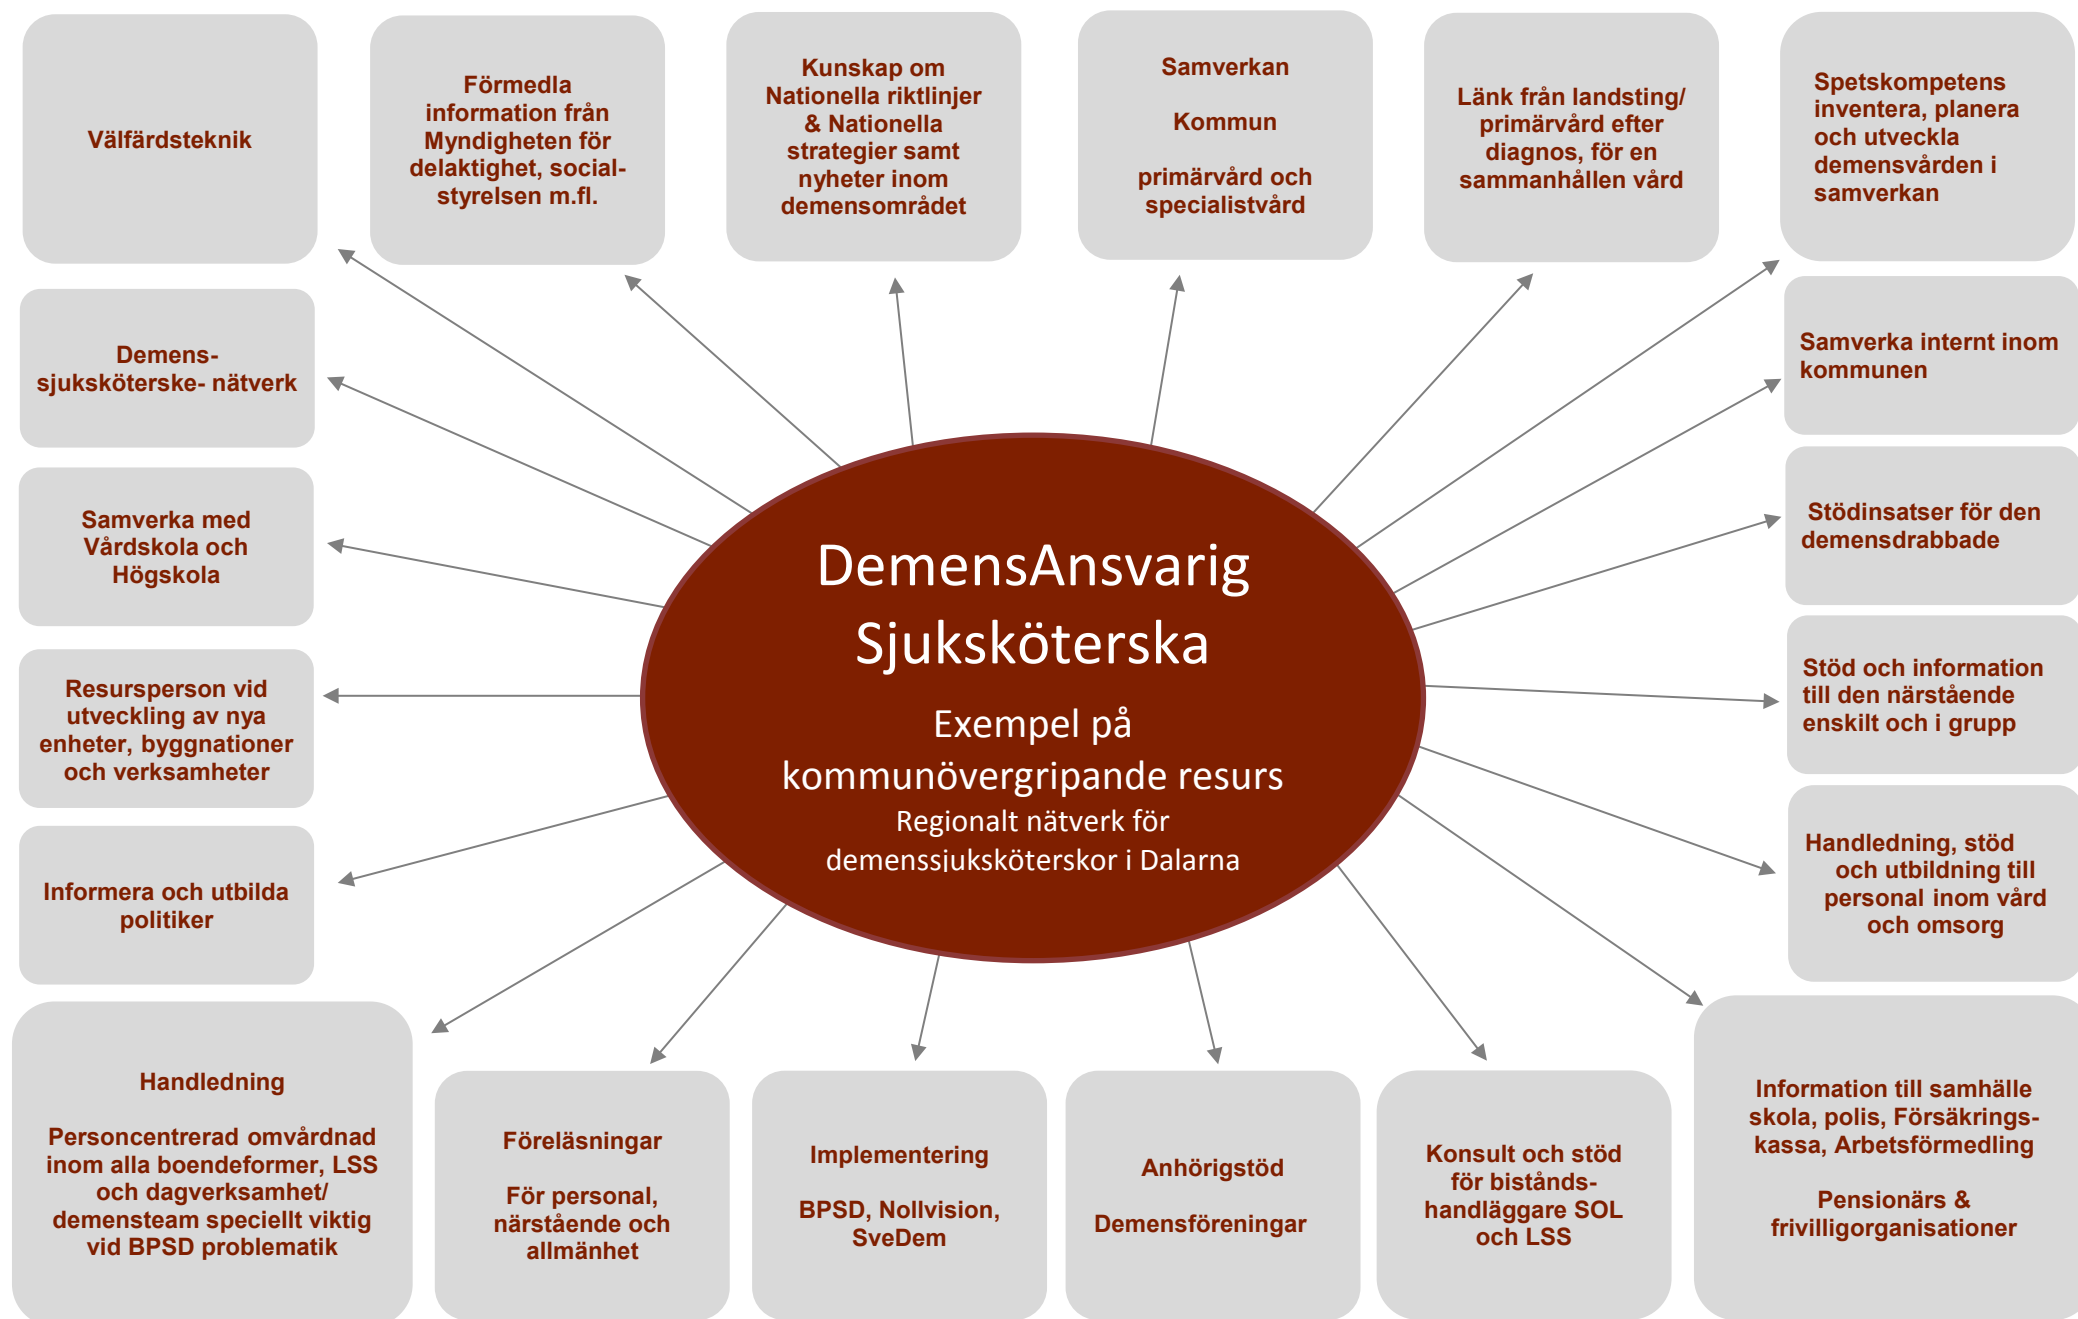 Välfärdsteknik
Förmedla
information från
Myndigheten för
delaktighet, social-
styrelsen m.fl.
Kunskap om
Nationella riktlinjer
& Nationella
strategier samt
nyheter inom
demensområdet
Samverkan
Kommun
primärvård och
specialistvård
Länk från landsting/
primärvård efter
diagnos, för en
sammanhållen vård
Spetskompetens
inventera, planera
och utveckla
demensvården i
samverkan
Demens-
sjuksköterske- nätverk
Samverka internt inom
kommunen
Samverka med
Vårdskola och
Högskola
Stödinsatser för den
demensdrabbade
DemensAnsvarig
Sjuksköterska
Exempel på
kommunövergripande resurs
Regionalt nätverk för
demenssjuksköterskor i Dalarna
Resursperson vid
utveckling av nya
enheter, byggnationer
och verksamheter
Stöd och information
till den närstående
enskilt och i grupp
Informera och utbilda
politiker
Handledning, stöd
och utbildning till
personal inom vård
och omsorg
Handledning
Personcentrerad omvårdnad
inom alla boendeformer, LSS
och dagverksamhet/
demensteam speciellt viktig
vid BPSD problematik
Föreläsningar
För personal,
närstående och
allmänhet
Implementering
BPSD, Nollvision,
SveDem
Anhörigstöd
Demensföreningar
Konsult och stöd
för bistånds-
handläggare SOL
och LSS
Information till samhälle
skola, polis, Försäkrings-
kassa, Arbetsförmedling
Pensionärs &
frivilligorganisationer